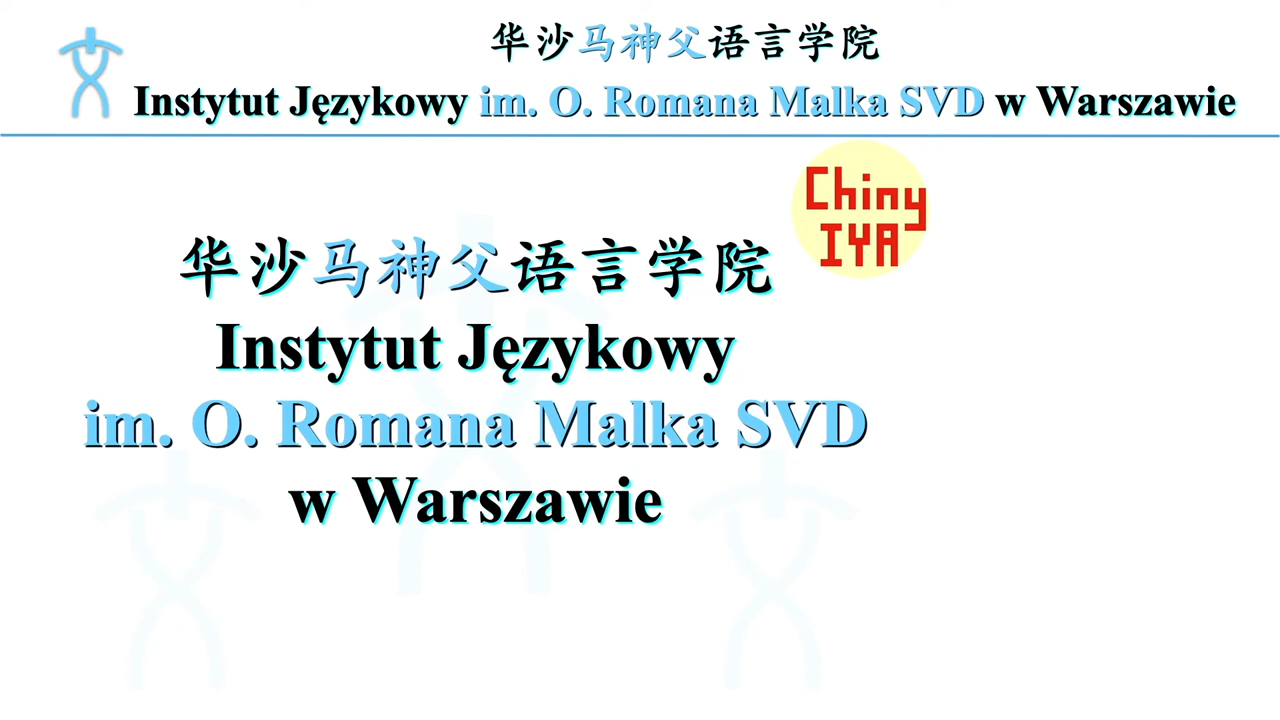 华沙马神父语言学院
Instytut Językowy im. O. Romana Malka SVD w Warszawie
Chiny
IYA
华沙马神父语言学院
Instytut Językowy
im. O. Romana Malka SVD
w Warszawie